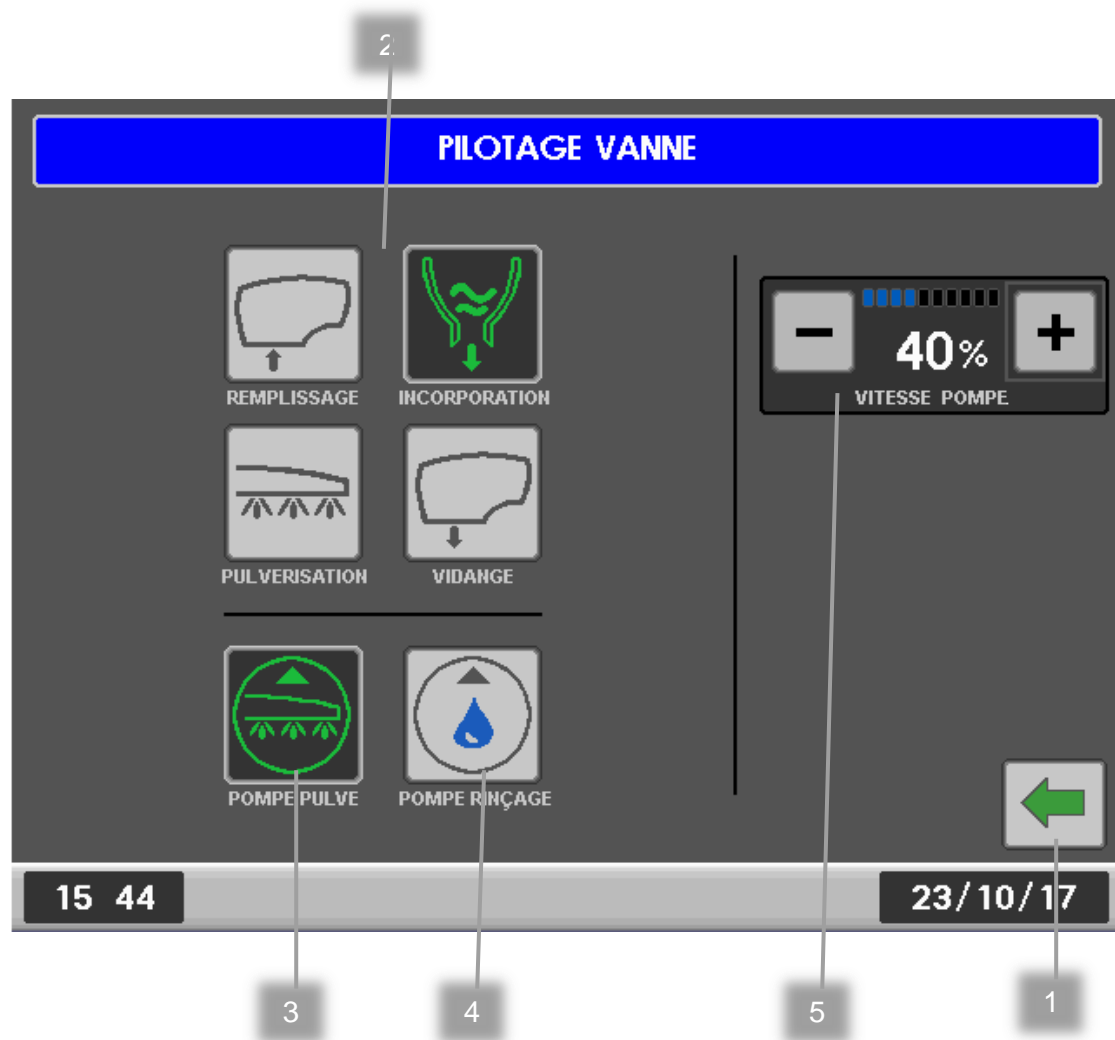 2
PILOTAGE VANNE
− 40% +
VITESSE POMPE
REMPLISSAGE INCORPORATION
PULVERISATION VIDANGE
POMPE PULVE POMPE RINÇAGE
15 44 23/10/17
3 4 5 1